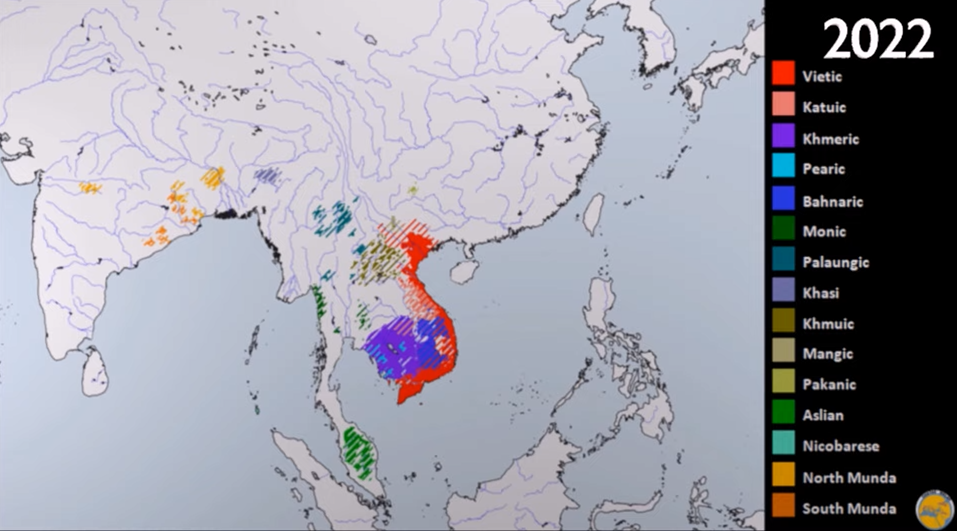 2022
Vietic
Katuic
Khmeric
Pearic
Bahnaric
Monic
Palaungic
Khasi
Khmuic
Mangic
Pakanic
Aslian
Nicobarese
North Munda
South Munda